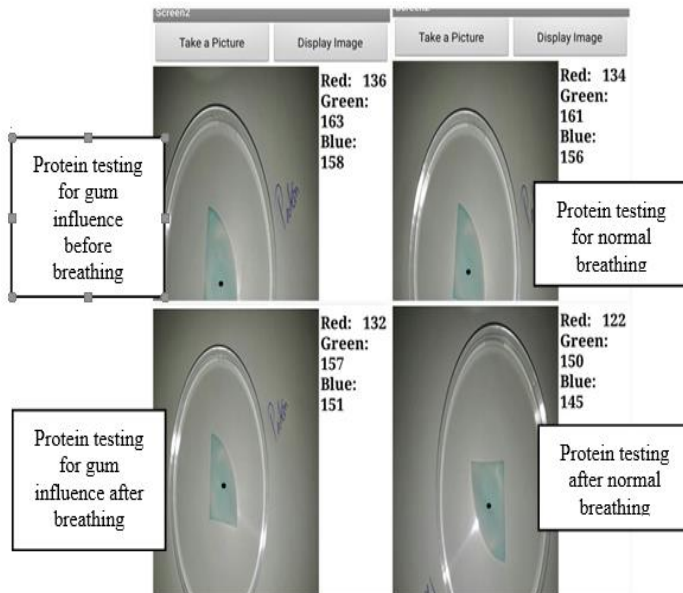 Screen2
Take a Picture
Display Image
Take a Picture
Display Image
Red: 136
Green:
163
Blue:
158
Red: 134
Green:
161
Blue:
156
Protein testing
for gum
influence
before
breathing
Protein testing
for normal
breathing
Red: 132
Green:
157
Blue:
151
Red: 122
Green:
150
Blue:
145
Protein testing
for gum
influence after
breathing
Protein testing
after normal
breathing